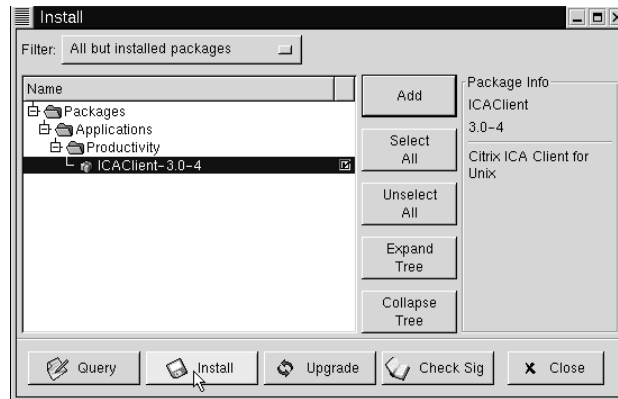 Install
Filter: All but installed packages
Name
Packages
Applications
Productivity
ICAClient-3.0-4
Add
Select
All
Unselect
All
Expand
Tree
Collapse
Tree
Package Info
ICAClient
3.0-4
Citrix ICA Client for
Unix
Query
Install
Upgrade
Check Sig
Close